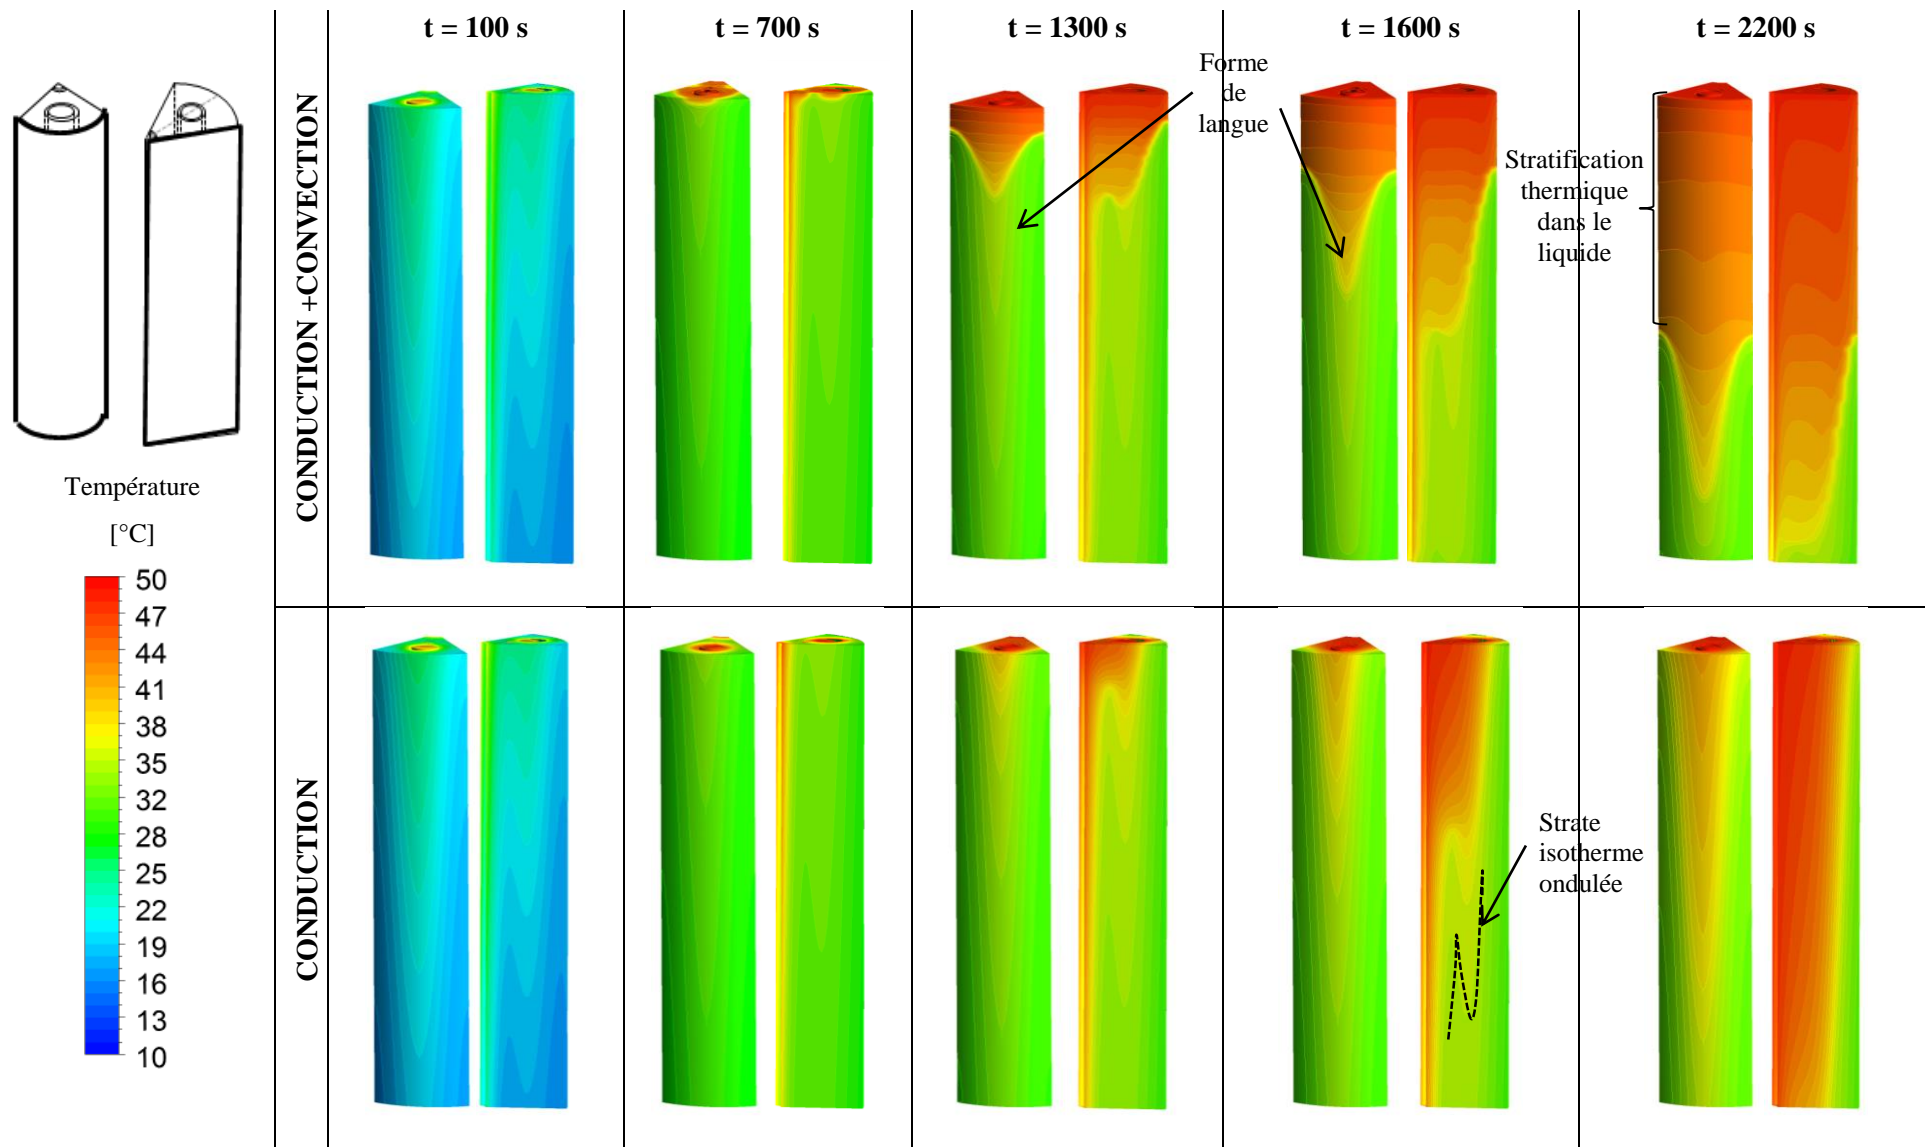 t = 100 s
t = 700 s
t = 1300 s
t = 1600 s
t = 2200 s
CONDUCTION +CONVECTION
Forme
de
langue
Stratification
thermique
dans le
liquide
Température
[°C]
50
47
44
41
38
35
32
28
25
22
19
16
13
10
CONDUCTION
Strate
isotherme
ondulée